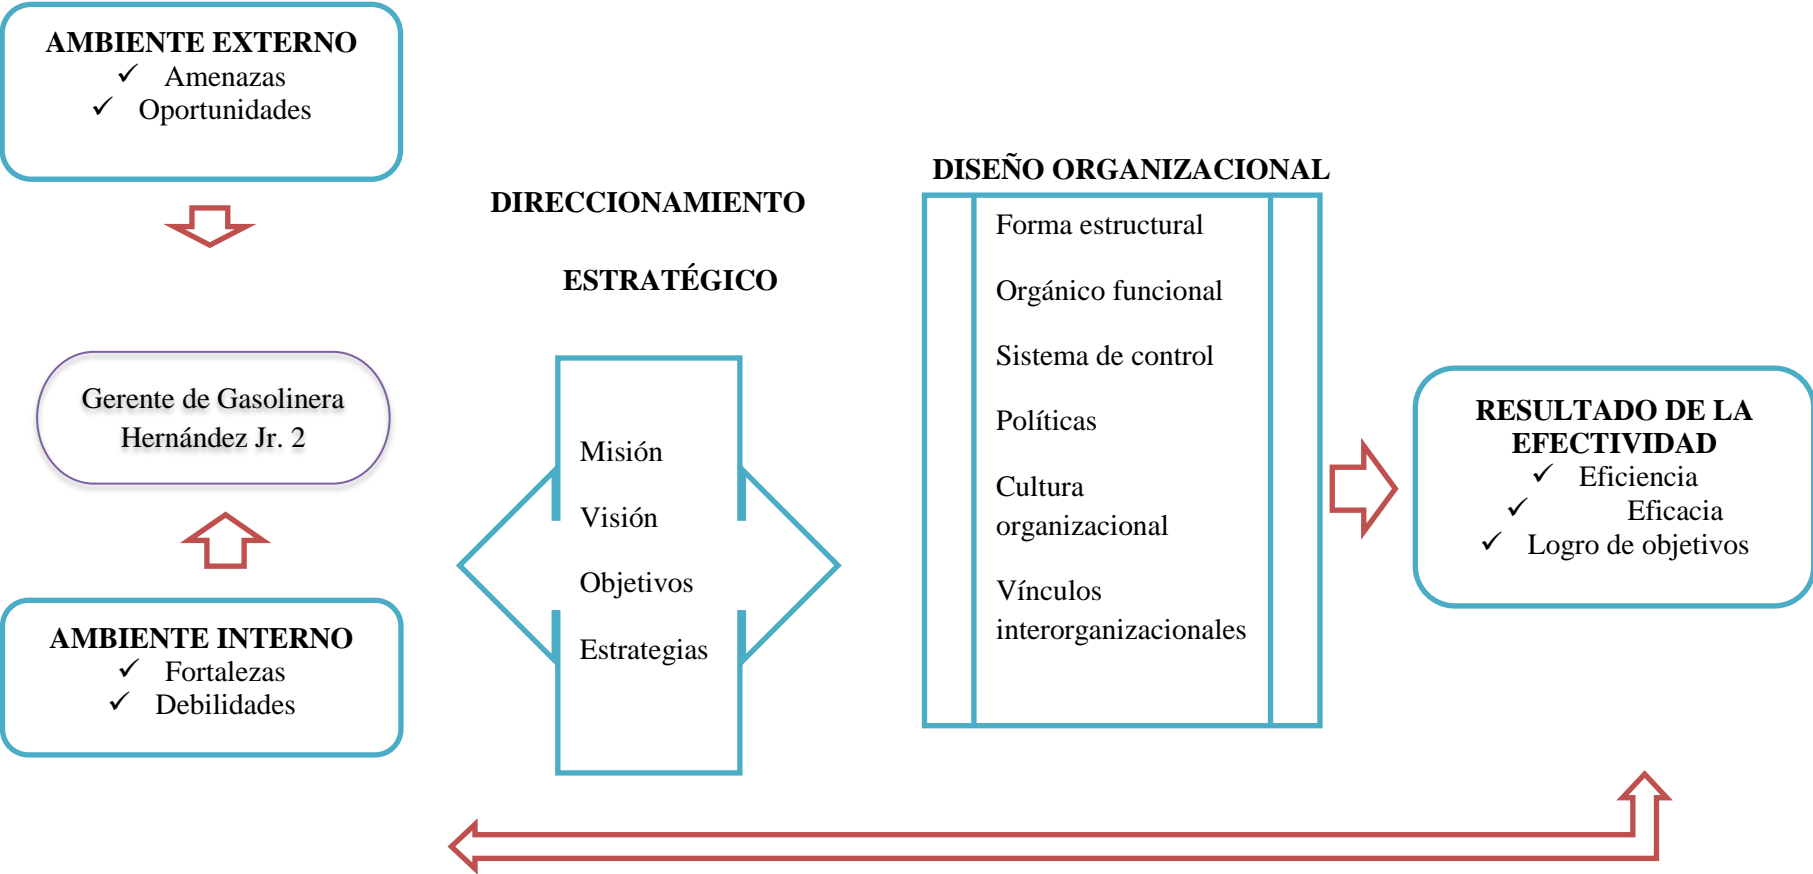 AMBIENTE EXTERNO
✓ Amenazas
✓ Oportunidades
Gerente de Gasolinera
Hernández Jr. 2
AMBIENTE INTERNO
✓ Fortalezas
✓ Debilidades
DIRECCIONAMIENTO
ESTRATÉGICO
Misión
Visión
Objetivos
Estrategias
DISEÑO ORGANIZACIONAL
Forma estructural
Orgánico funcional
Sistema de control
Políticas
Cultura
organizacional
Vínculos
interorganizacionales
RESULTADO DE LA
EFECTIVIDAD
✓ Eficiencia
✓ Eficacia
✓ Logro de objetivos